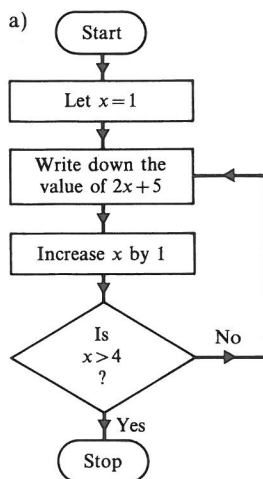 a)
Start
Let x=1
Write down the
value of 2x+5
Increase x by 1
Is
x>4
?
No
Yes
Stop